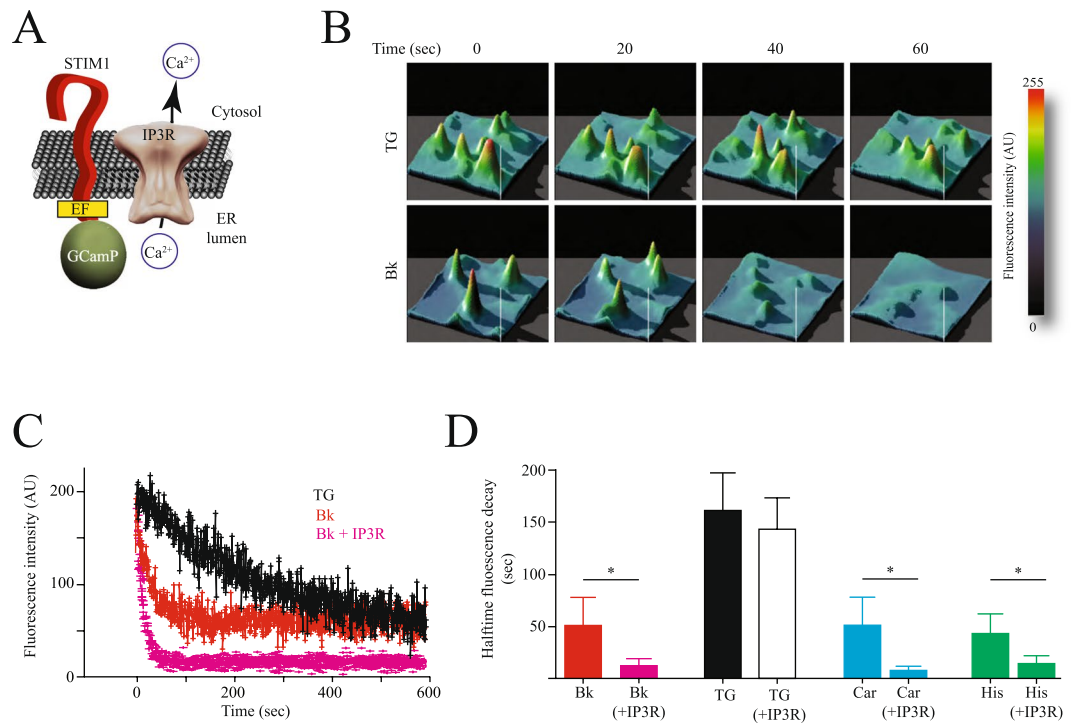 A
STIM1
Ca2+
Cytosol
IP3R
EF
ER
lumen
GCamP
Ca2+
B
Time (sec) 0 20 40 60
TG
Bk
255
Fluorescence intensity (AU)
0
C
Fluorescence intensity (AU)
200
100
0
TG
Bk
Bk + IP3R
0 200 400 600
Time (sec)
D
Halftime fluoescence decay
(sec)
200
150
100
50
* * *
Bk Bk TG TG Car Car His His
(+IP3R) (+IP3R) (+IP3R) (+IP3R)